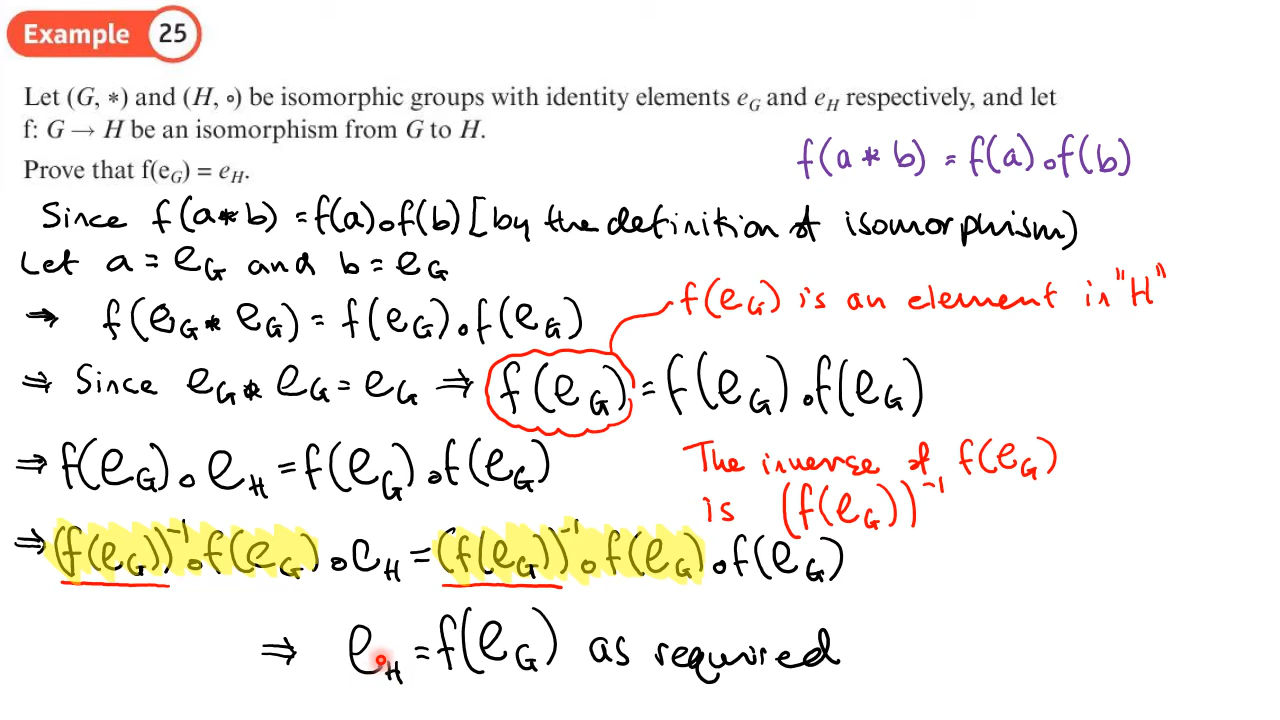 Example 25
Let (G, *) and (H, ∘) be isomorphic groups with identity elements e_G and e_H respectively, and let
f: G → H be an isomorphism from G to H.
f(a * b) = f(a) ∘ f(b)
Prove that f(e_G) = e_H.
Since f(a * b) = f(a) ∘ f(b) [by the definition of isomorphism)
Let a = e_G and b = e_G
f(e_G) is an element in "H"
⇒ f(e_G * e_G) = f(e_G) ∘ f(e_G)
⇒ Since e_G * e_G = e_G ⇒ f(e_G) = f(e_G) ∘ f(e_G)
⇒ f(e_G) ∘ e_H = f(e_G) ∘ f(e_G)
The inverse of f(e_G)
is (f(e_G))⁻¹
⇒ (f(e_G))⁻¹ ∘ f(e_G) ∘ e_H = (f(e_G))⁻¹ ∘ f(e_G) ∘ f(e_G)
⇒ e_H = f(e_G) as required